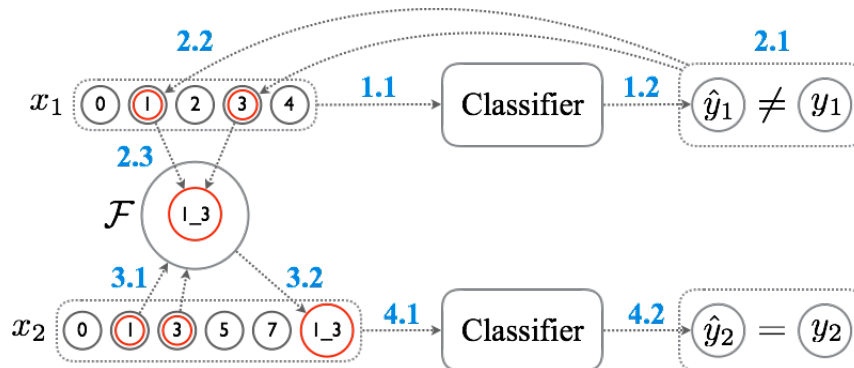 2.2 2.1
x₁ 0 1 2 3 4 1.1 Classifier 1.2 ŷ₁ ≠ y₁
2.3
F 1_3
3.1 3.2
x₂ 0 1 3 5 7 1_3 4.1 Classifier 4.2 ŷ₂ = y₂